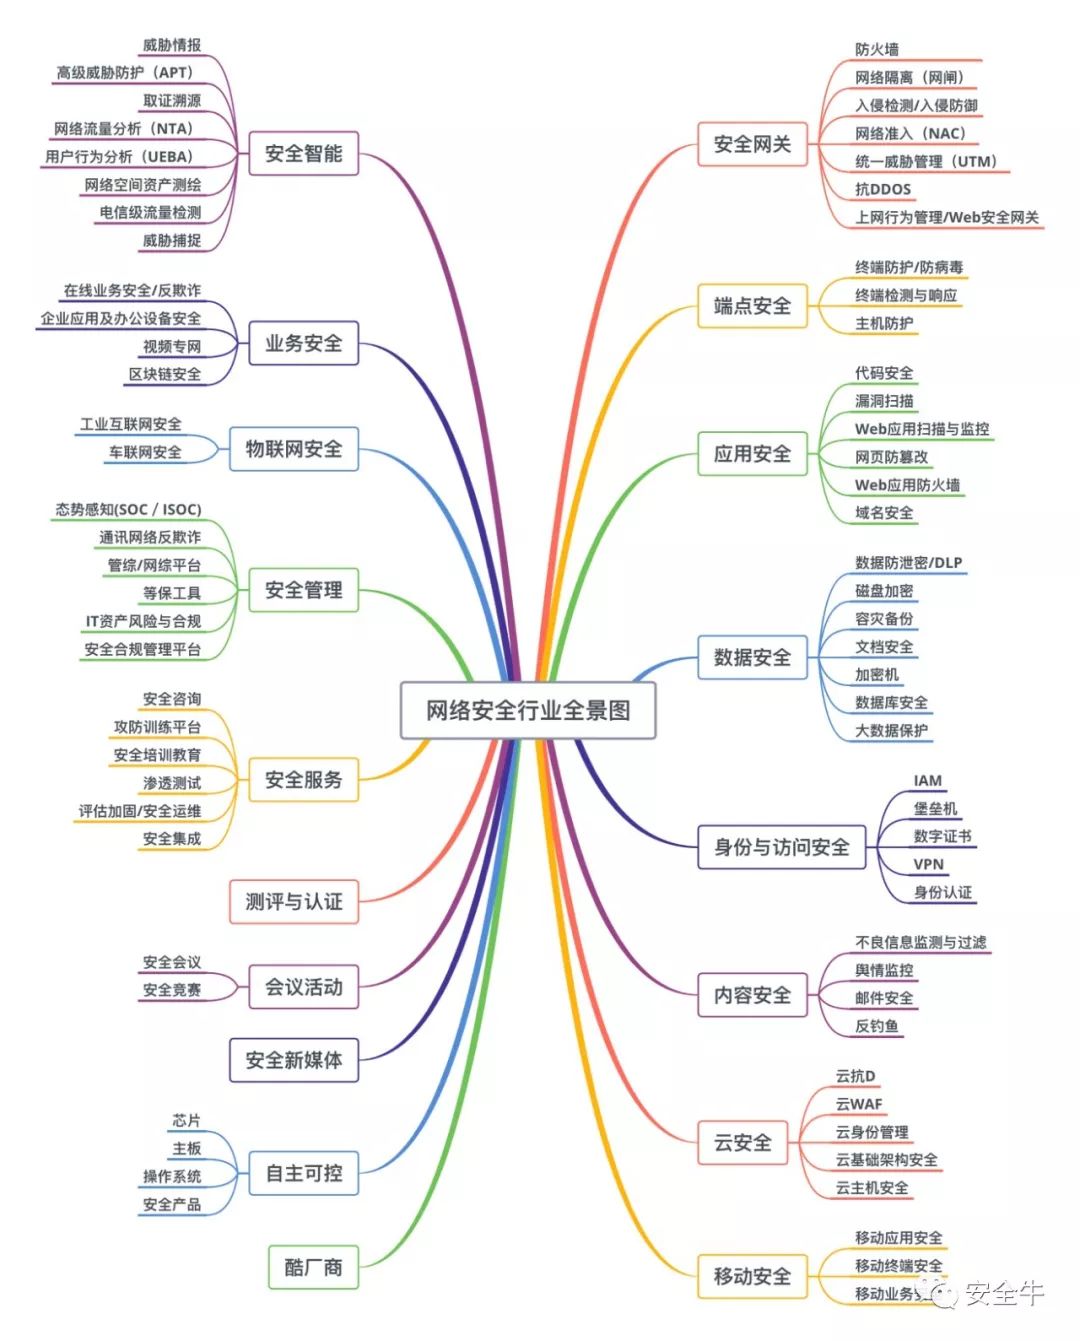 网络安全行业全景图
安全智能
威胁情报
高级威胁防护（APT）
取证溯源
网络流量分析（NTA）
用户行为分析（UEBA）
网络空间资产测绘
电信级流量检测
威胁捕捉
业务安全
在线业务安全/反欺诈
企业应用及办公设备安全
视频专网
区块链安全
物联网安全
工业互联网安全
车联网安全
安全管理
态势感知(SOC / ISOC)
通讯网络反欺诈
管综/网综平台
等保工具
IT资产风险与合规
安全合规管理平台
安全服务
安全咨询
攻防训练平台
安全培训教育
渗透测试
评估加固/安全运维
安全集成
测评与认证
会议活动
安全会议
安全竞赛
安全新媒体
自主可控
芯片
主板
操作系统
安全产品
酷厂商
安全网关
防火墙
网络隔离（网闸）
入侵检测/入侵防御
网络准入（NAC）
统一威胁管理（UTM）
抗DDOS
上网行为管理/Web安全网关
端点安全
终端防护/防病毒
终端检测与响应
主机防护
应用安全
代码安全
漏洞扫描
Web应用扫描与监控
网页防篡改
Web应用防火墙
域名安全
数据安全
数据防泄密/DLP
磁盘加密
容灾备份
文档安全
加密机
数据库安全
大数据保护
身份与访问安全
IAM
堡垒机
数字证书
VPN
身份认证
内容安全
不良信息监测与过滤
舆情监控
邮件安全
反钓鱼
云安全
云抗D
云WAF
云身份管理
云基础架构安全
云主机安全
移动安全
移动应用安全
移动终端安全
移动业务
安全牛